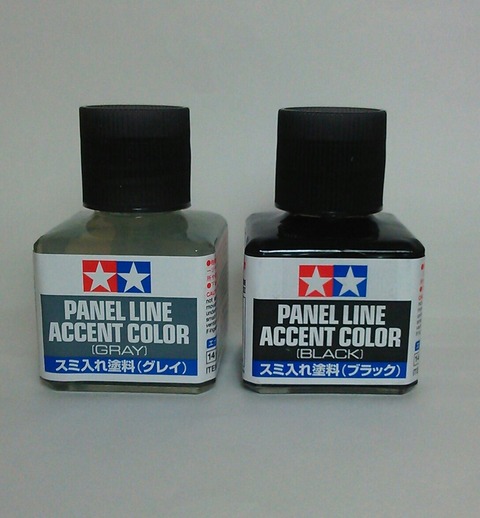 PANEL LINE
ACCENT COLOR
(GRAY)
スミ入れ塗料(グレイ)
PANEL LINE
ACCENT COLOR
(BLACK)
スミ入れ塗料(ブラック)